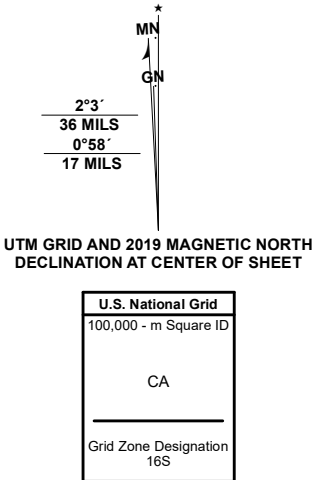 MN
GN
2°3´
36 MILS
0°58´
17 MILS
UTM GRID AND 2019 MAGNETIC NORTH
DECLINATION AT CENTER OF SHEET
U.S. National Grid
100,000 - m Square ID
CA
Grid Zone Designation
16S